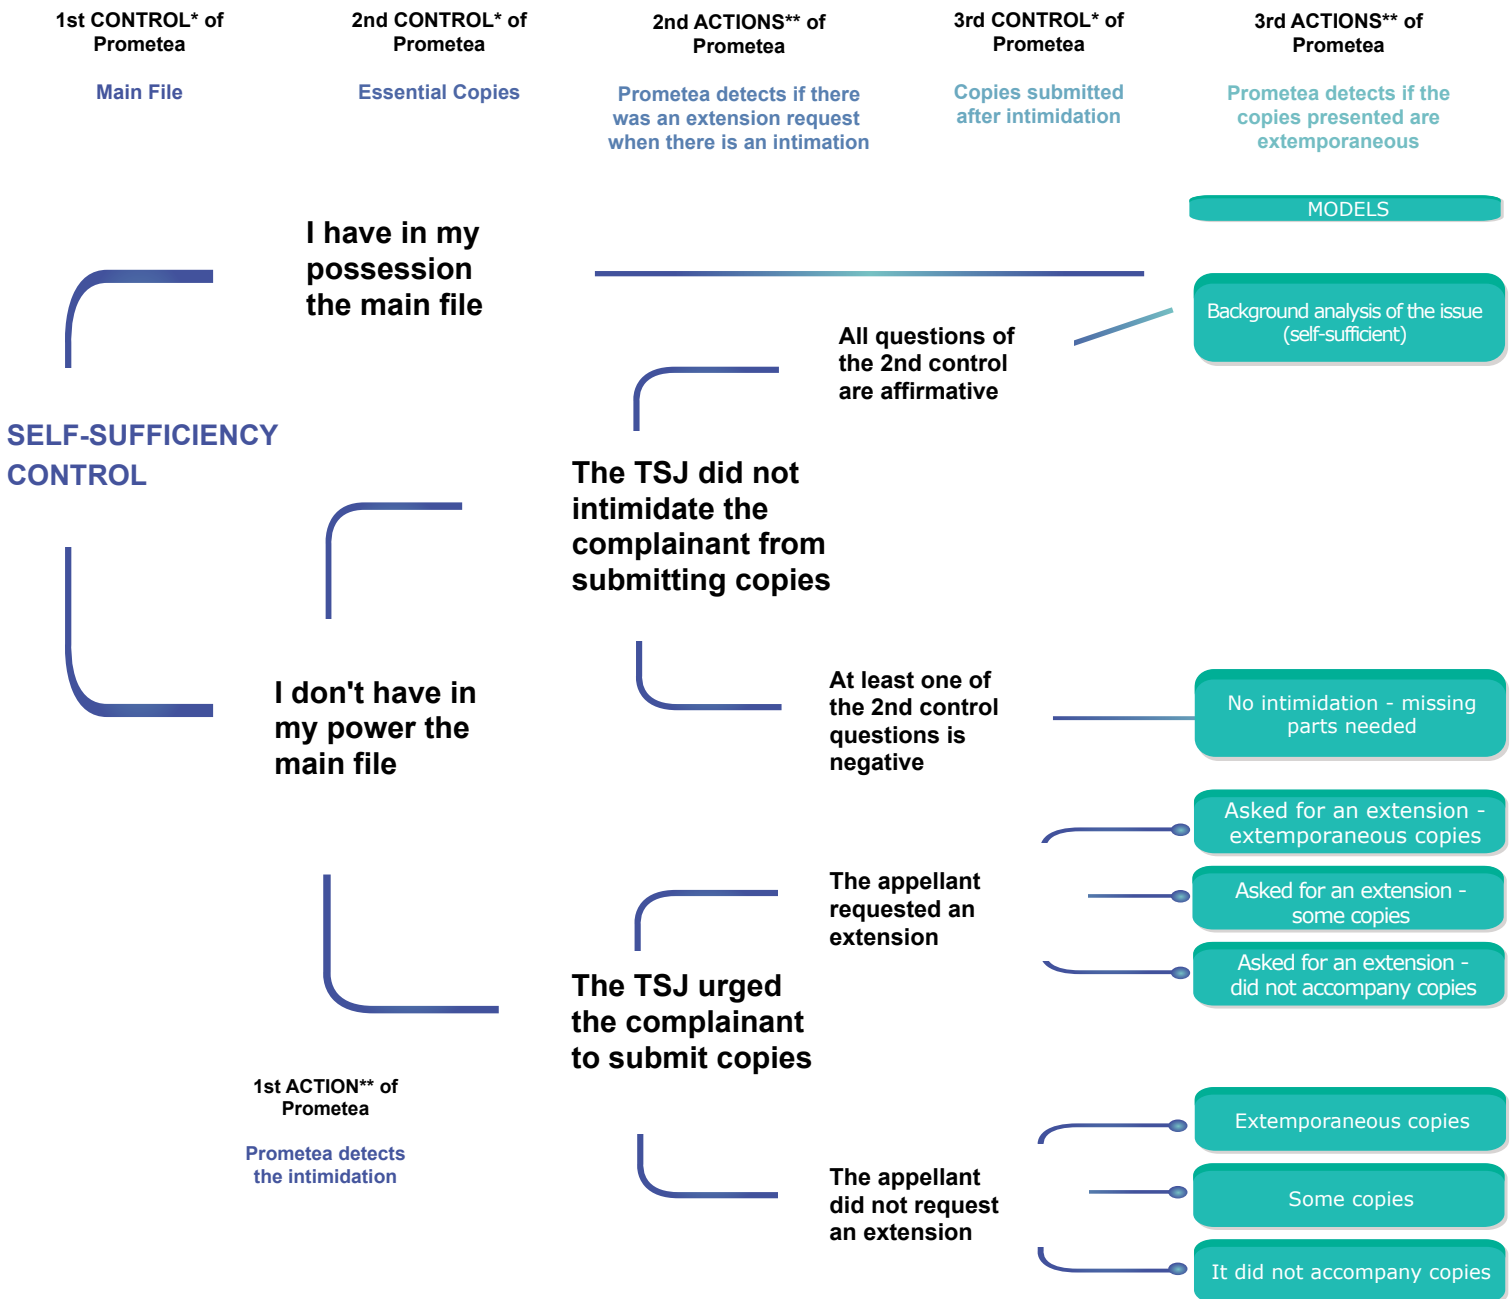 1st CONTROL* of
Prometea
Main File
2nd CONTROL* of
Prometea
Essential Copies
2nd ACTIONS** of
Prometea
Prometea detects if there
was an extension request
when there is an intimation
3rd CONTROL* of
Prometea
Copies submitted
after intimidation
3rd ACTIONS** of
Prometea
Prometea detects if the
copies presented are
extemporaneous
MODELS
I have in my
possession
the main file
Background analysis of the issue
(self-sufficient)
All questions of
the 2nd control
are affirmative
SELF-SUFFICIENCY
CONTROL
The TSJ did not
intimidate the
complainant from
submitting copies
I don't have in
my power the
main file
At least one of
the 2nd control
questions is
negative
No intimidation - missing
parts needed
Asked for an extension -
extemporaneous copies
The appellant
requested an
extension
Asked for an extension -
some copies
Asked for an extension -
did not accompany copies
The TSJ urged
the complainant
to submit copies
1st ACTION** of
Prometea
Prometea detects
the intimidation
Extemporaneous copies
The appellant
did not request
an extension
Some copies
It did not accompany copies